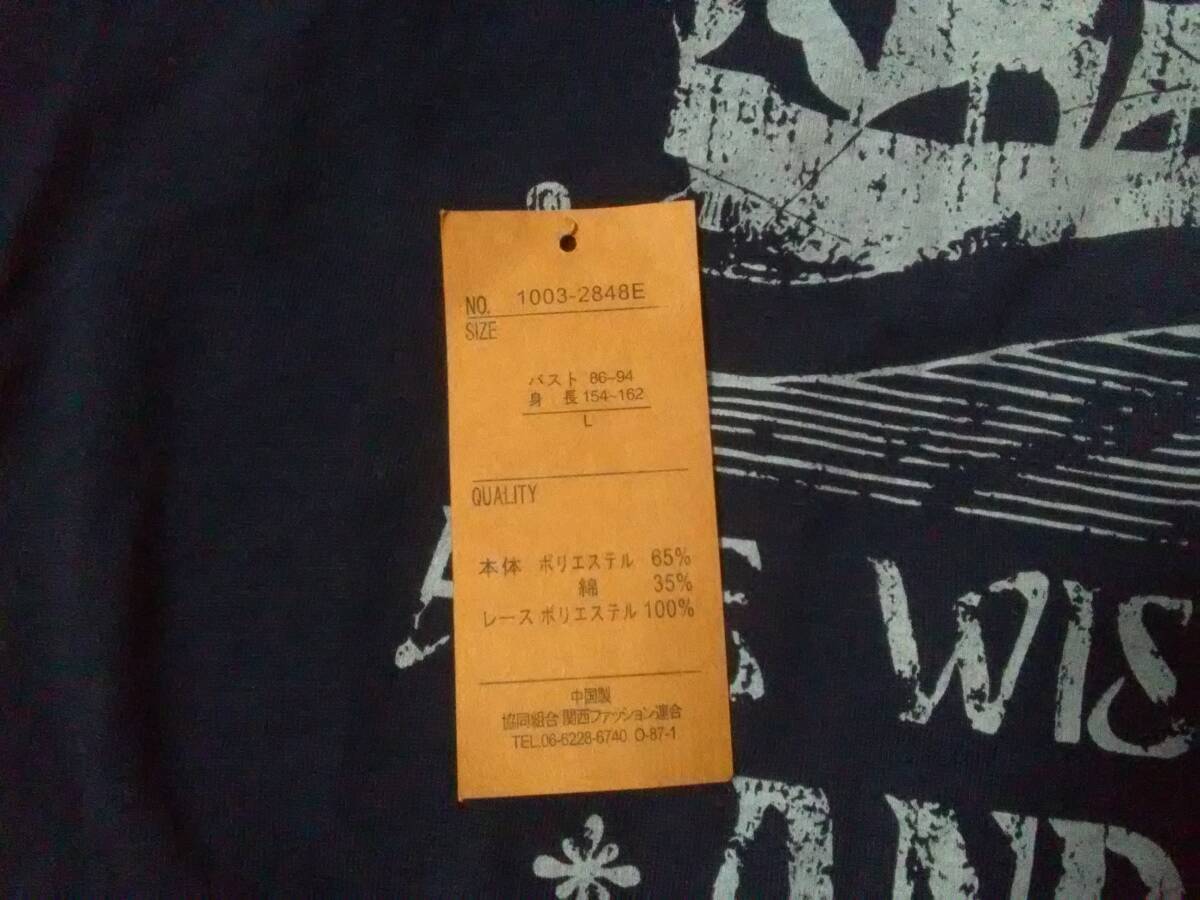 NO. 1003-2848E
SIZE
バスト 86~94
身 長 154~162
L
QUALITY
本体 ポリエステル 65%
綿 35%
レース ポリエステル 100%
中国製
協同組合 関西ファッション連合
TEL.06-6228-6740 O-87-1
WIS
AND